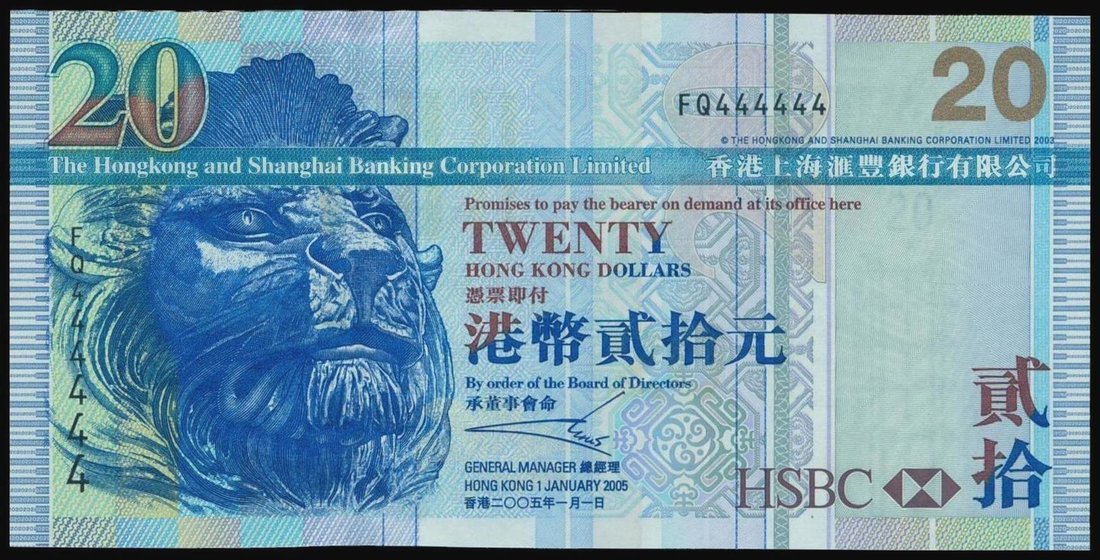 20
20
FQ444444
© THE HONGKONG AND SHANGHAI BANKING CORPORATION LIMITED 2003
The Hongkong and Shanghai Banking Corporation Limited
香港上海滙豐銀行有限公司
Promises to pay the bearer on demand at its office here
TWENTY
HONG KONG DOLLARS
憑票即付
港幣貳拾元
By order of the Board of Directors
承董事會命
GENERAL MANAGER 總經理
HONG KONG 1 JANUARY 2005
香港二〇〇五年一月一日
FQ444444
HSBC
貳拾